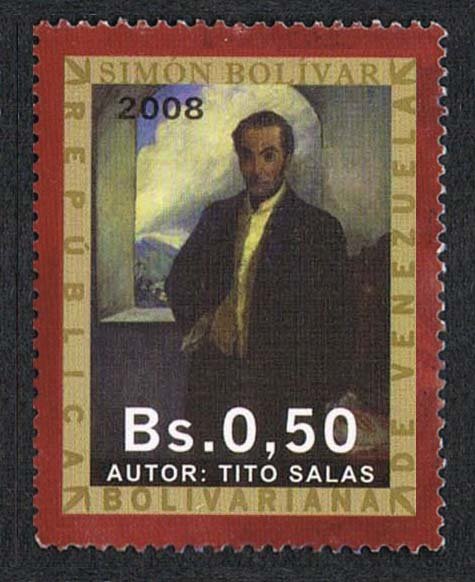 SIMÓN BOLÍVAR
2008
REPÚBLICA
BOLIVARIANA
DE VENEZUELA
Bs.0,50
AUTOR: TITO SALAS